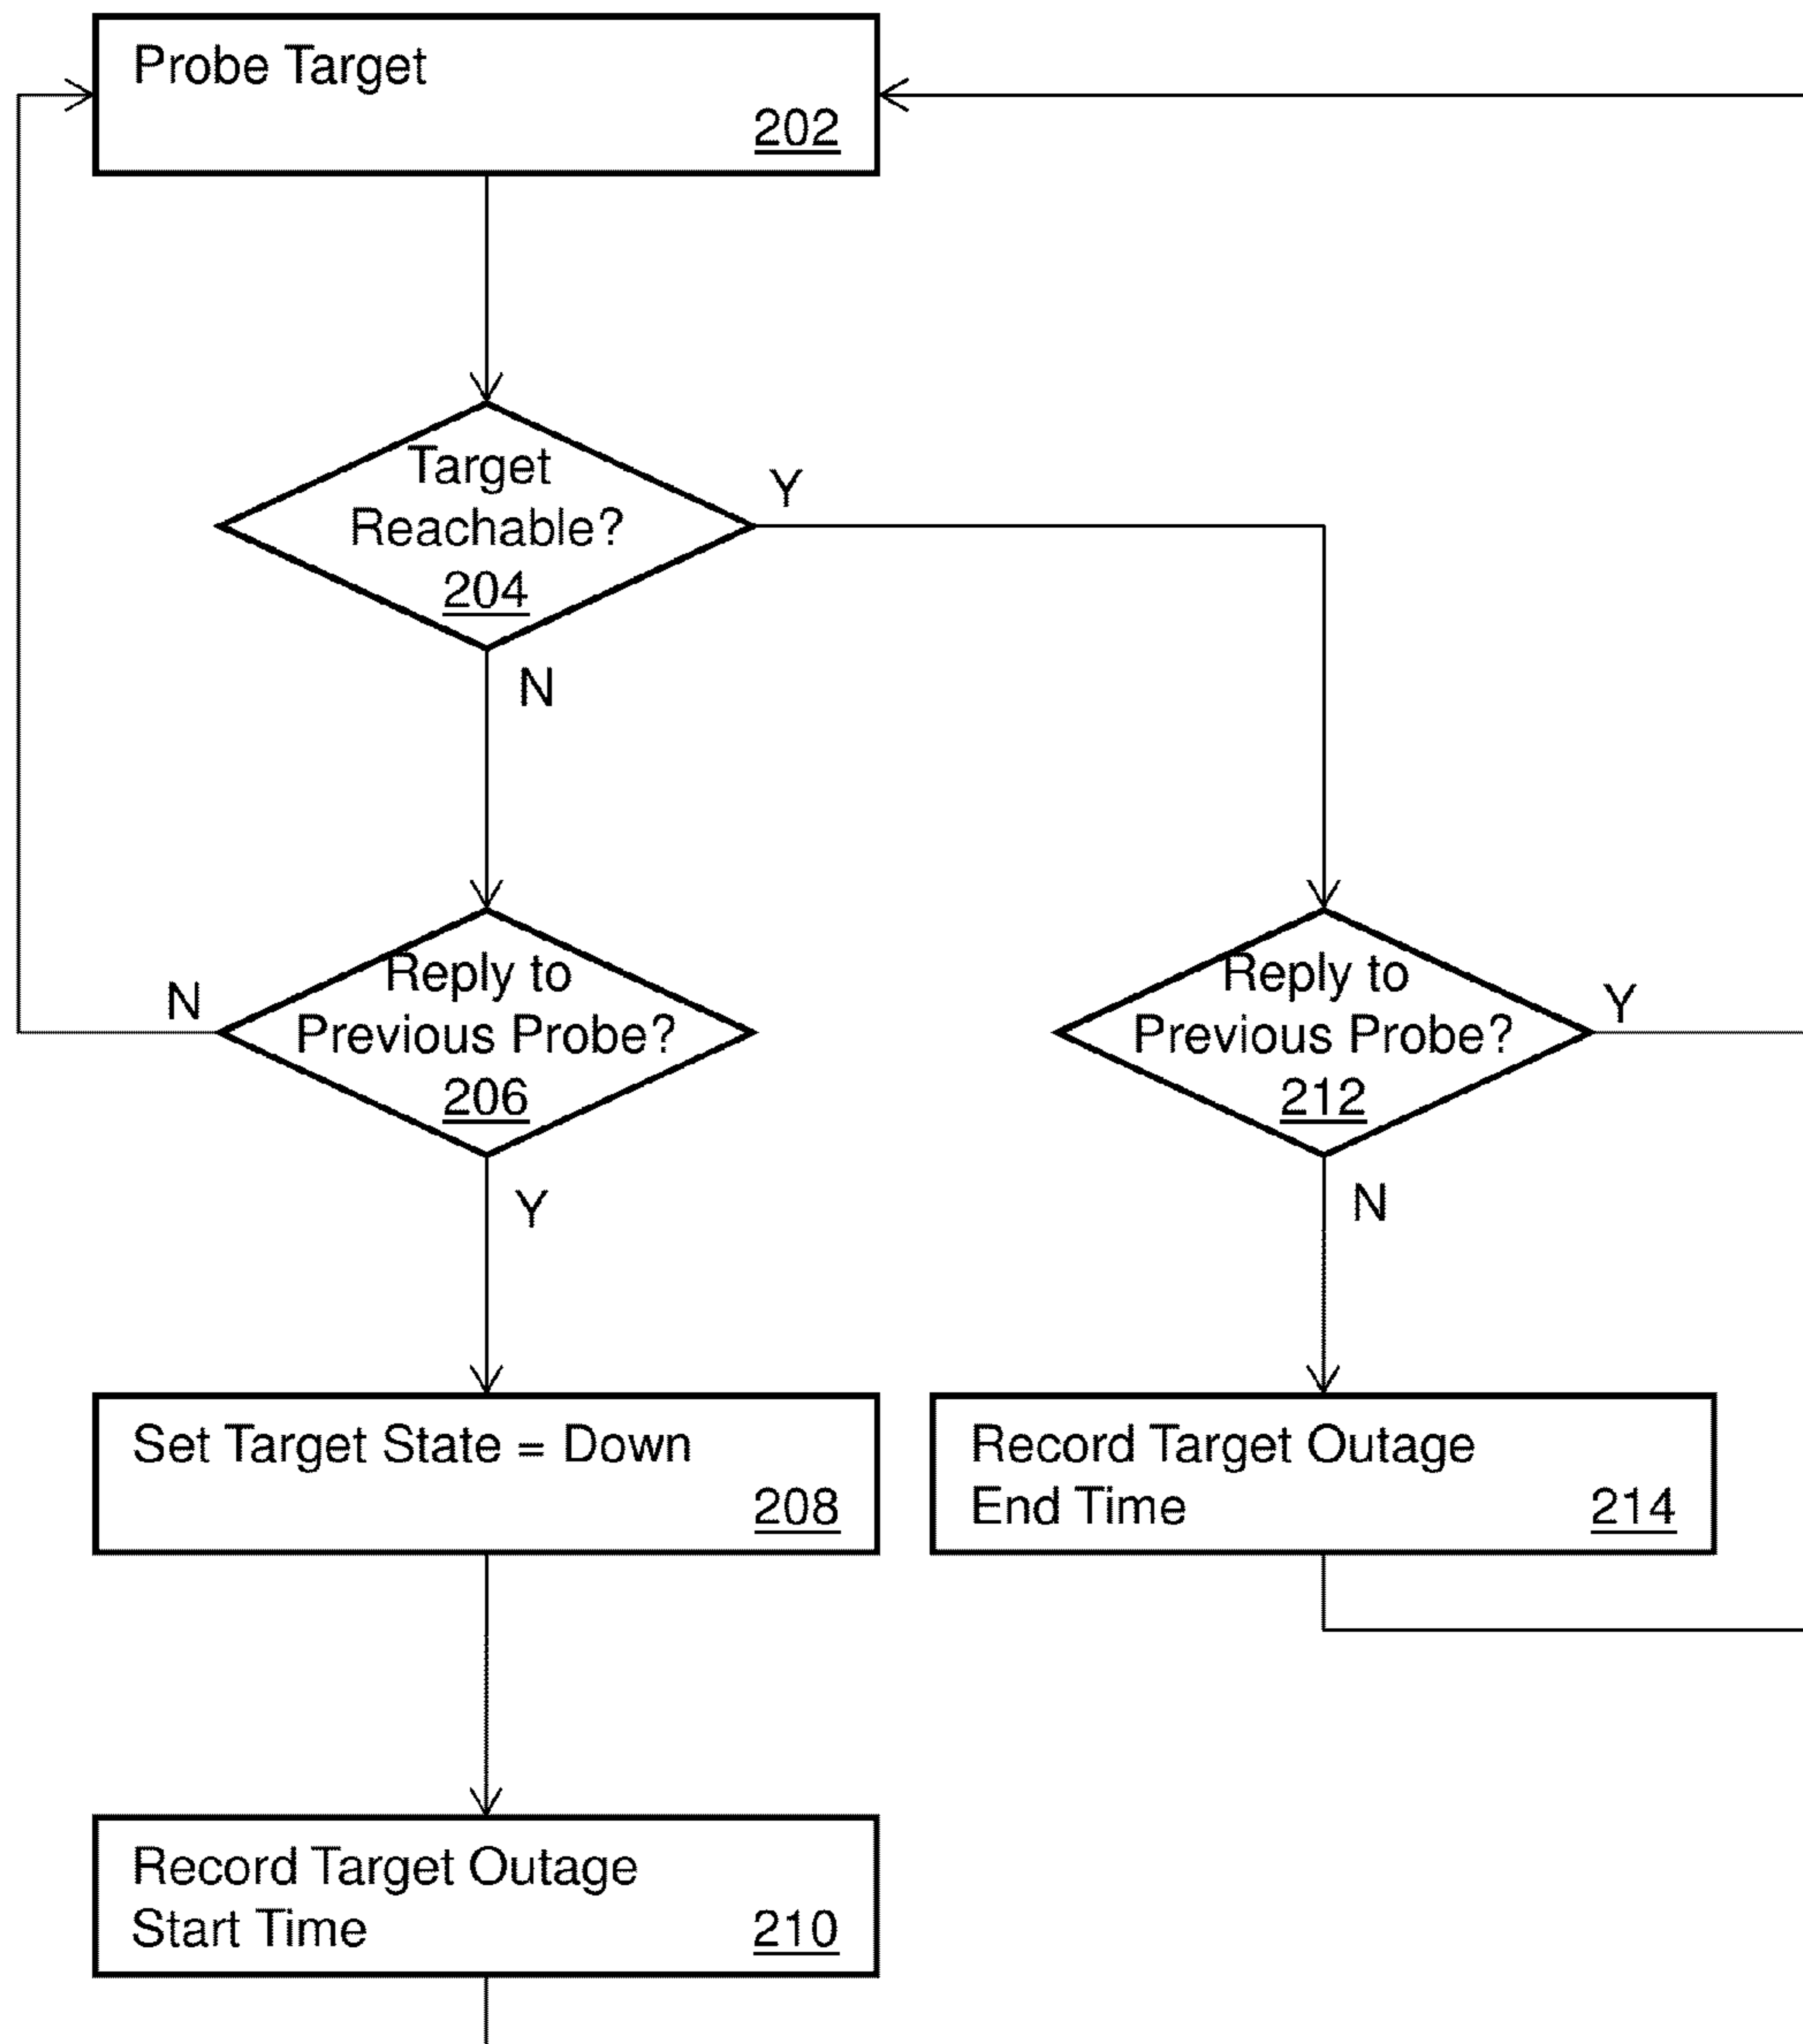 Probe Target
202
Target
Reachable?
204
Y
N
Reply to
Previous Probe?
206
N
Y
Reply to
Previous Probe?
212
Y
N
Set Target State = Down
208
Record Target Outage
End Time 214
Record Target Outage
Start Time 210